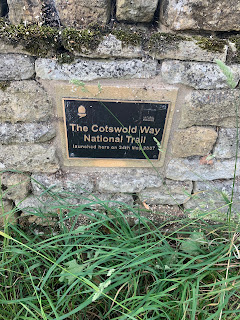 The Cotswold Way
National Trail
launched here on 24th May 2007